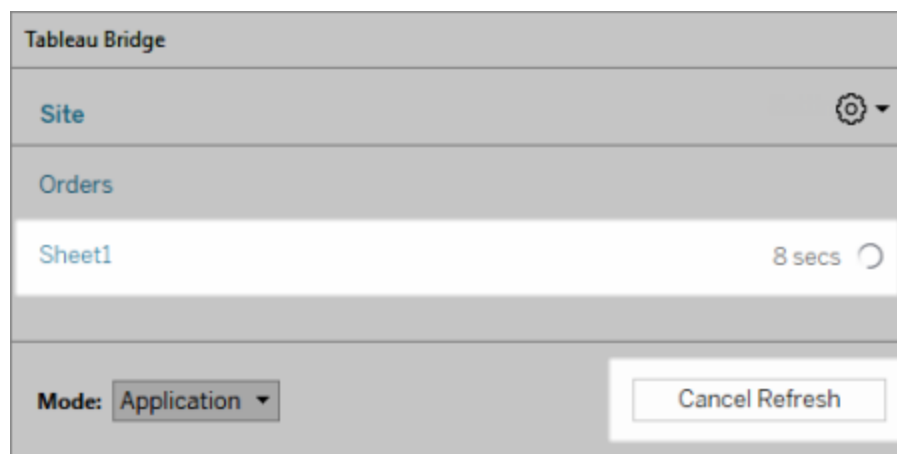 Tableau Bridge
Site
Orders
Sheet1 8 secs
Mode: Application Cancel Refresh